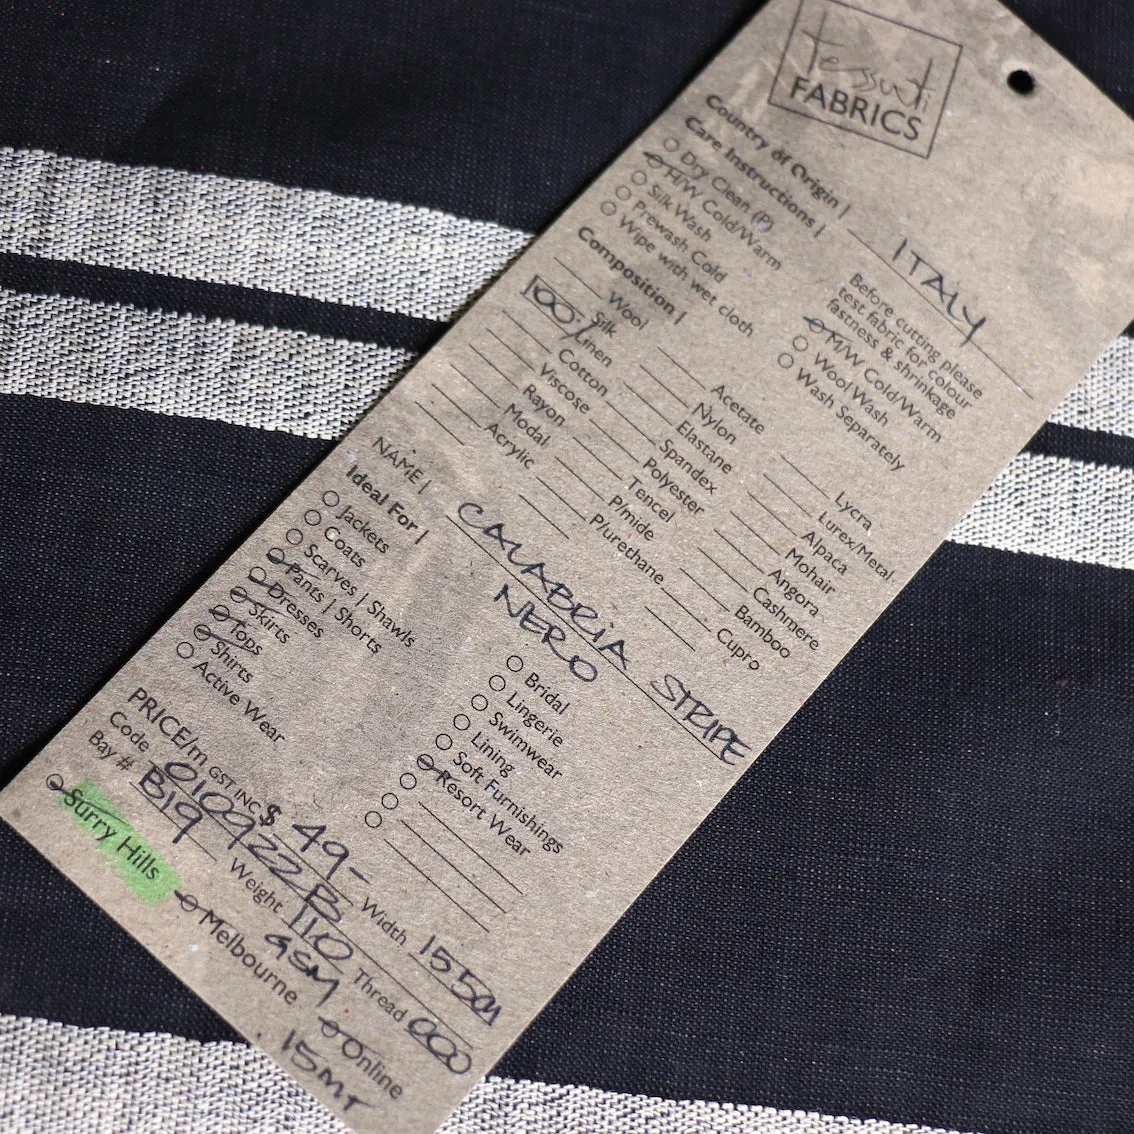 tessuti
FABRICS
Country of Origin | ITALY
Care Instructions |
Dry Clean (P)
H/W Cold/Warm
Silk Wash
Prewash Cold
Wipe with wet cloth
Before cutting please
test fabric for colour
fastness & shrinkage
M/W Cold/Warm
Wool Wash
Wash Separately
Composition |
Wool
Silk
100% Linen
Cotton
Viscose
Rayon
Modal
Acrylic
Acetate
Nylon
Elastane
Spandex
Polyester
Tencel
P/mide
P/urethane
Lycra
Lurex/Metal
Alpaca
Mohair
Angora
Cashmere
Bamboo
Cupro
NAME | CALABRIA STRIPE
NERO
Ideal For |
Jackets
Coats
Scarves | Shawls
Pants | Shorts
Dresses
Skirts
Tops
Shirts
Active Wear
Bridal
Lingerie
Swimwear
Lining
Soft Furnishings
Resort Wear
PRICE/m GST INC $ 49-
Code 010922B Width 155cm
Bay # B19 Weight 110 GSM Thread 000
Surry Hills Melbourne Online
15MT